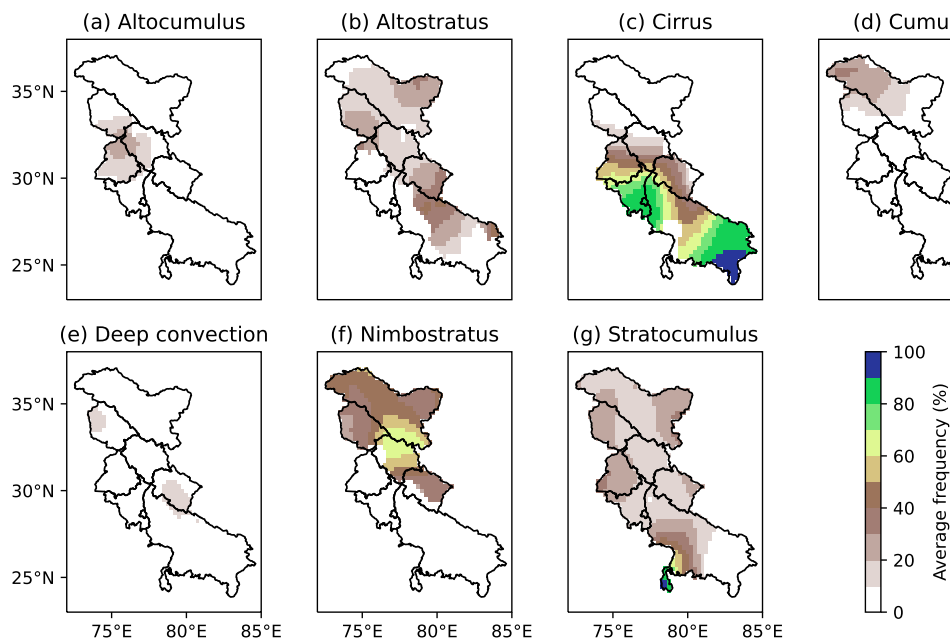 (a) Altocumulus (b) Altostratus (c) Cirrus (d) Cumu
35°N
30°N
25°N
(e) Deep convection (f) Nimbostratus (g) Stratocumulus
35°N
30°N
25°N
75°E 80°E 85°E 75°E 80°E 85°E 75°E 80°E 85°E
100
80
60
40
20
0
Average frequency (%)